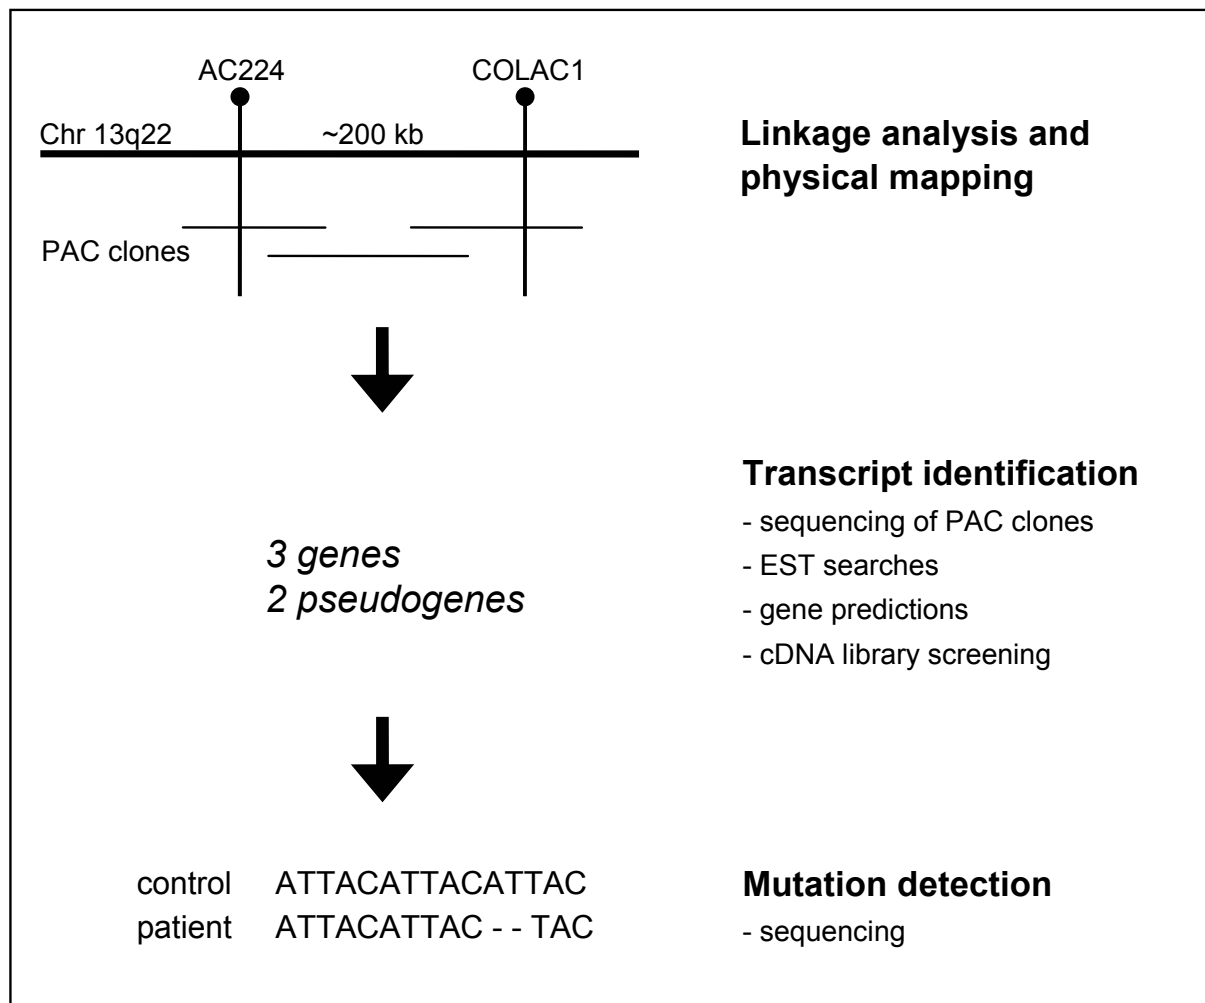 AC224 COLAC1
Chr 13q22 ~200 kb
PAC clones
Linkage analysis and
physical mapping
3 genes
2 pseudogenes
Transcript identification
- sequencing of PAC clones
- EST searches
- gene predictions
- cDNA library screening
control ATTACATTACATTAC
patient ATTACATTAC - - TAC
Mutation detection
- sequencing